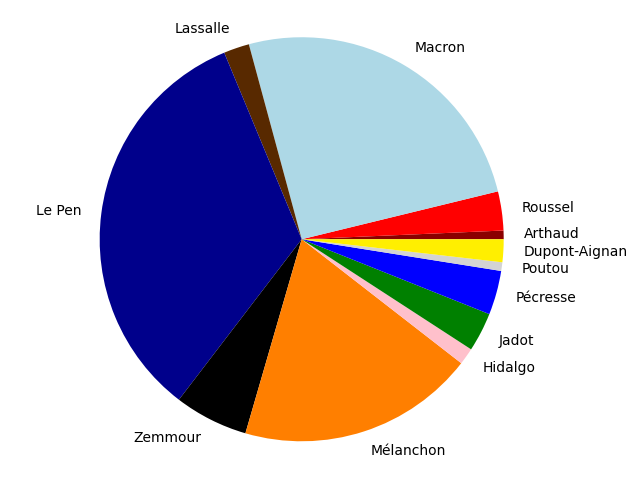 Lassalle
Macron
Le Pen
Roussel
Arthaud
Dupont-Aignan
Poutou
Pécresse
Jadot
Hidalgo
Zemmour
Mélanchon